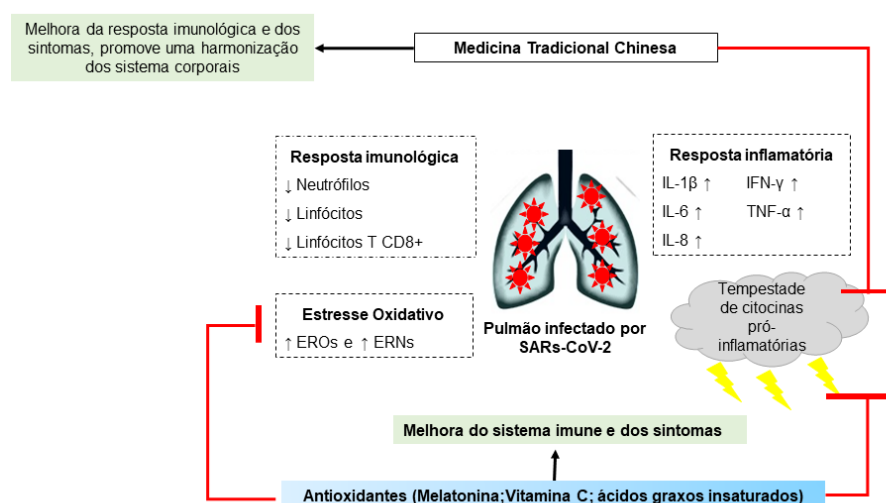 Melhora da resposta imunológica e dos
sintomas, promove uma harmonização
dos sistema corporais
Medicina Tradicional Chinesa
Resposta imunológica
↓ Neutrófilos
↓ Linfócitos
↓ Linfócitos T CD8+
Resposta inflamatória
IL-1β ↑ IFN-γ ↑
IL-6 ↑ TNF-α ↑
IL-8 ↑
Estresse Oxidativo
↑ EROs e ↑ ERNs
Pulmão infectado por
SARs-CoV-2
Tempestade
de citocinas
pró-
inflamatórias
Melhora do sistema imune e dos sintomas
Antioxidantes (Melatonina;Vitamina C; ácidos graxos insaturados)